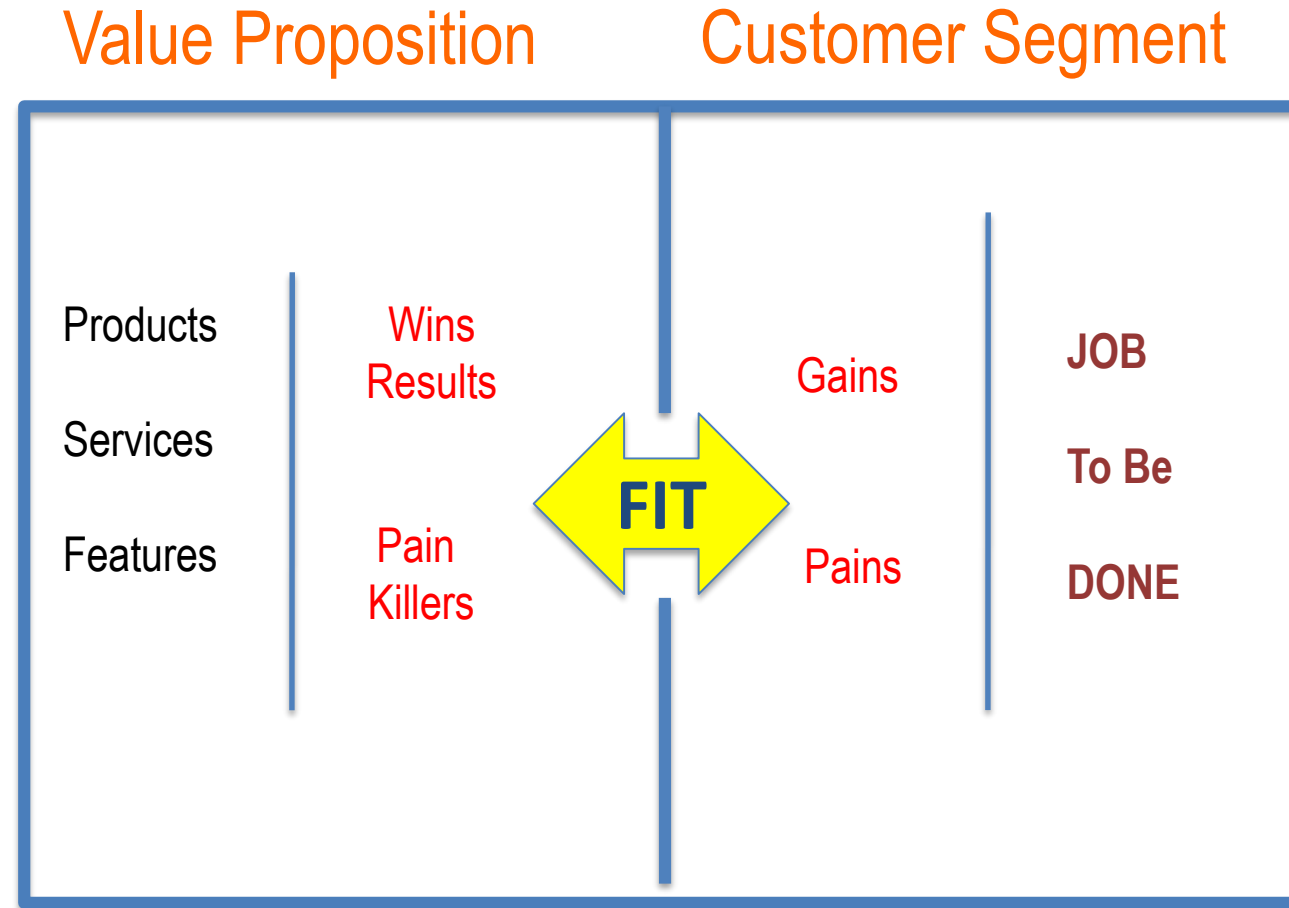 Value Proposition
Customer Segment
Products
Services
Features
Wins
Results
Pain
Killers
FIT
Gains
Pains
JOB
To Be
DONE